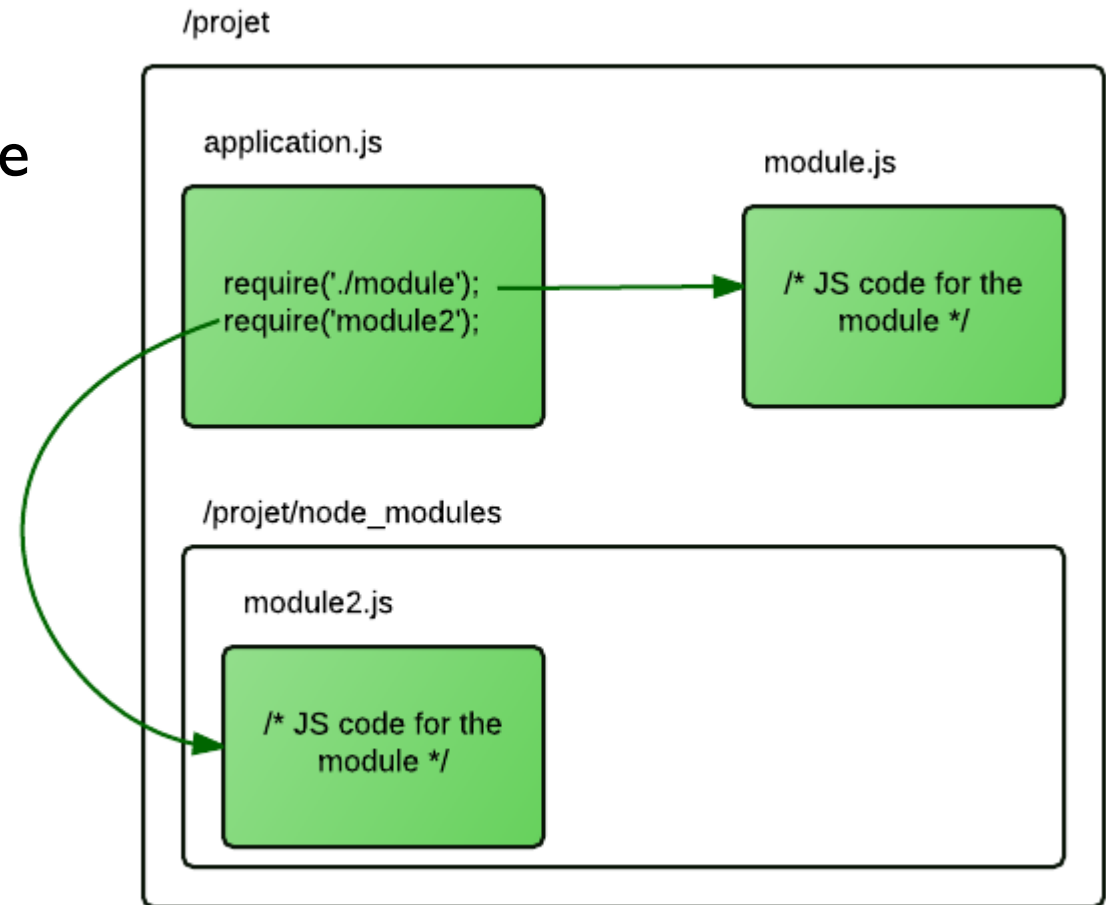 /projet
e
application.js
module.js
require('./module');
require('module2');
/* JS code for the
module */
/projet/node_modules
module2.js
/* JS code for the
module */